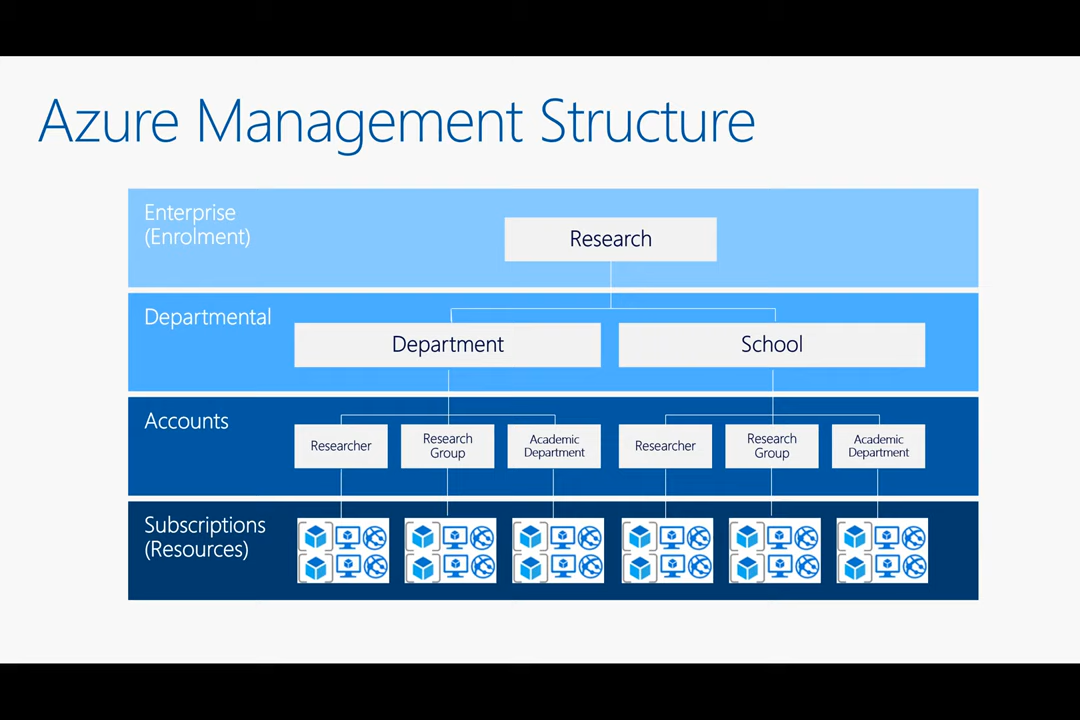 Azure Management Structure
Enterprise
(Enrolment)
Research
Departmental
Department
School
Accounts
Researcher
Research
Group
Academic
Department
Researcher
Research
Group
Academic
Department
Subscriptions
(Resources)